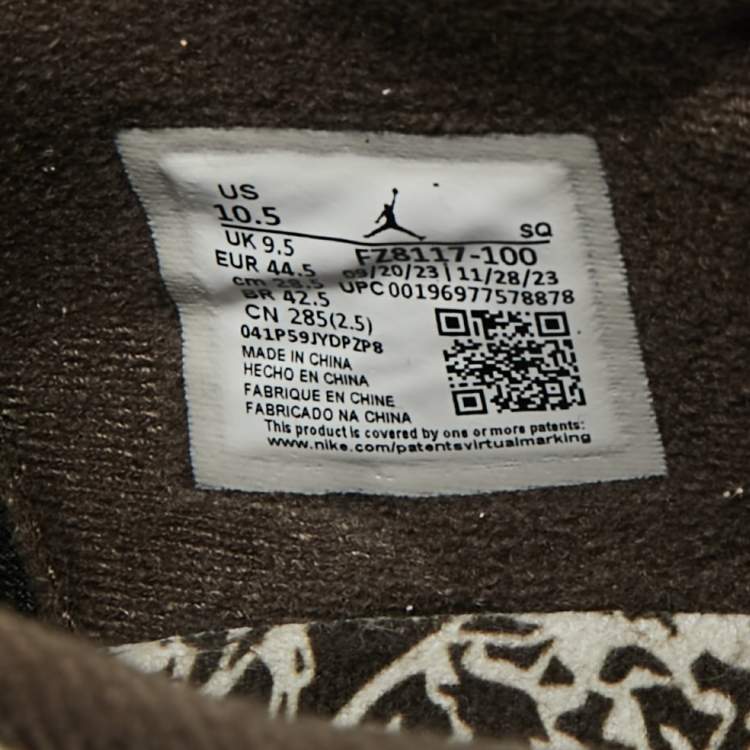 US
10.5
SQ
UK 9.5
FZ8117-100
EUR 44.5
09/20/23 | 11/28/23
cm 28.5
UPC 00196977578878
BR 42.5
CN 285(2.5)
041P59JYDPZP8
MADE IN CHINA
HECHO EN CHINA
FABRIQUE EN CHINE
FABRICADO NA CHINA
This product is covered by one or more patents:
www.nike.com/patentsvirtualmarking